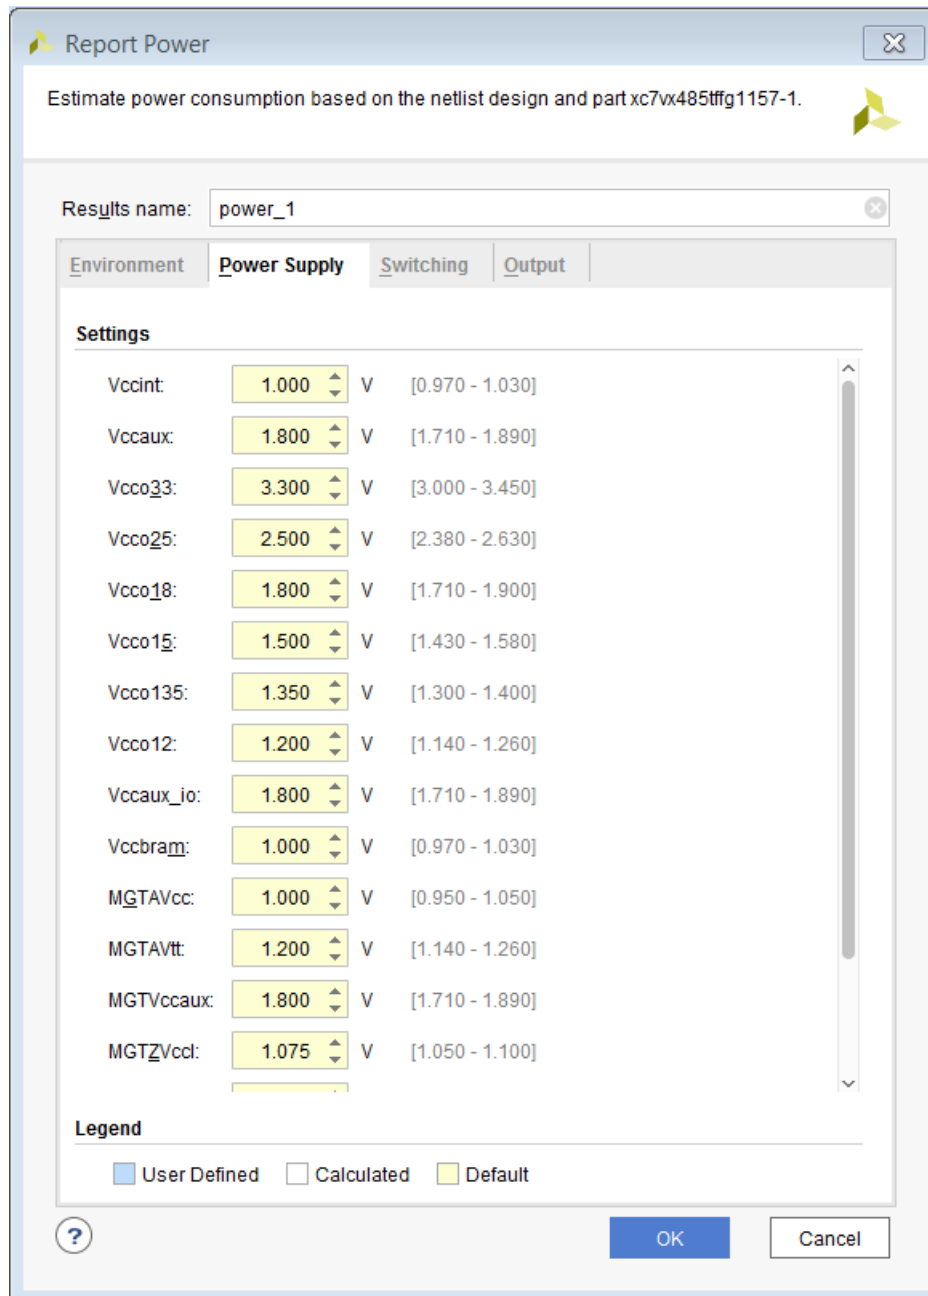 Report Power
Estimate power consumption based on the netlist design and part xc7vx485tffg1157-1.
Results name: power_1
Environment Power Supply Switching Output
Settings
Vccint: 1.000 V [0.970 - 1.030]
Vccaux: 1.800 V [1.710 - 1.890]
Vcco33: 3.300 V [3.000 - 3.450]
Vcco25: 2.500 V [2.380 - 2.630]
Vcco18: 1.800 V [1.710 - 1.900]
Vcco15: 1.500 V [1.430 - 1.580]
Vcco135: 1.350 V [1.300 - 1.400]
Vcco12: 1.200 V [1.140 - 1.260]
Vccaux_io: 1.800 V [1.710 - 1.890]
Vccbram: 1.000 V [0.970 - 1.030]
MGTAVcc: 1.000 V [0.950 - 1.050]
MGTAVtt: 1.200 V [1.140 - 1.260]
MGTVccaux: 1.800 V [1.710 - 1.890]
MGTZVccl: 1.075 V [1.050 - 1.100]
Legend
User Defined Calculated Default
? OK Cancel